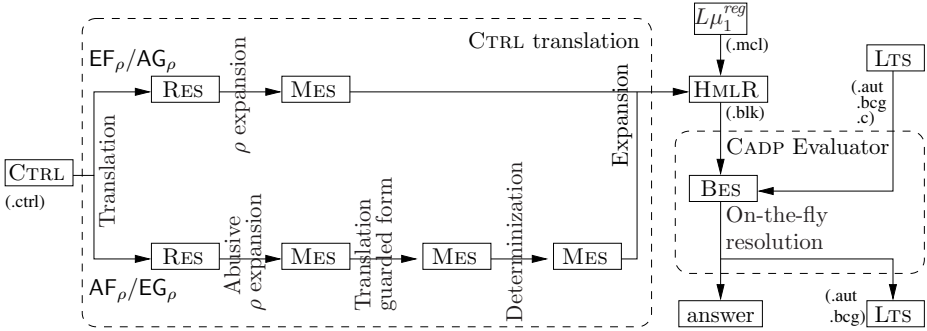 CTRL translation
EFρ/AGρ
RES
ρ expansion
MES
Expansion
Lμ₁ʳᵉᵍ
(.mcl)
HMLR
(.blk)
LTS
(.aut
.bcg
.c)
CTRL
(.ctrl)
Translation
CADP Evaluator
BES
On-the-fly
resolution
AFρ/EGρ
RES
Abusive
ρ expansion
MES
Translation
guarded form
MES
Determinization
MES
answer
(.aut
.bcg)
LTS